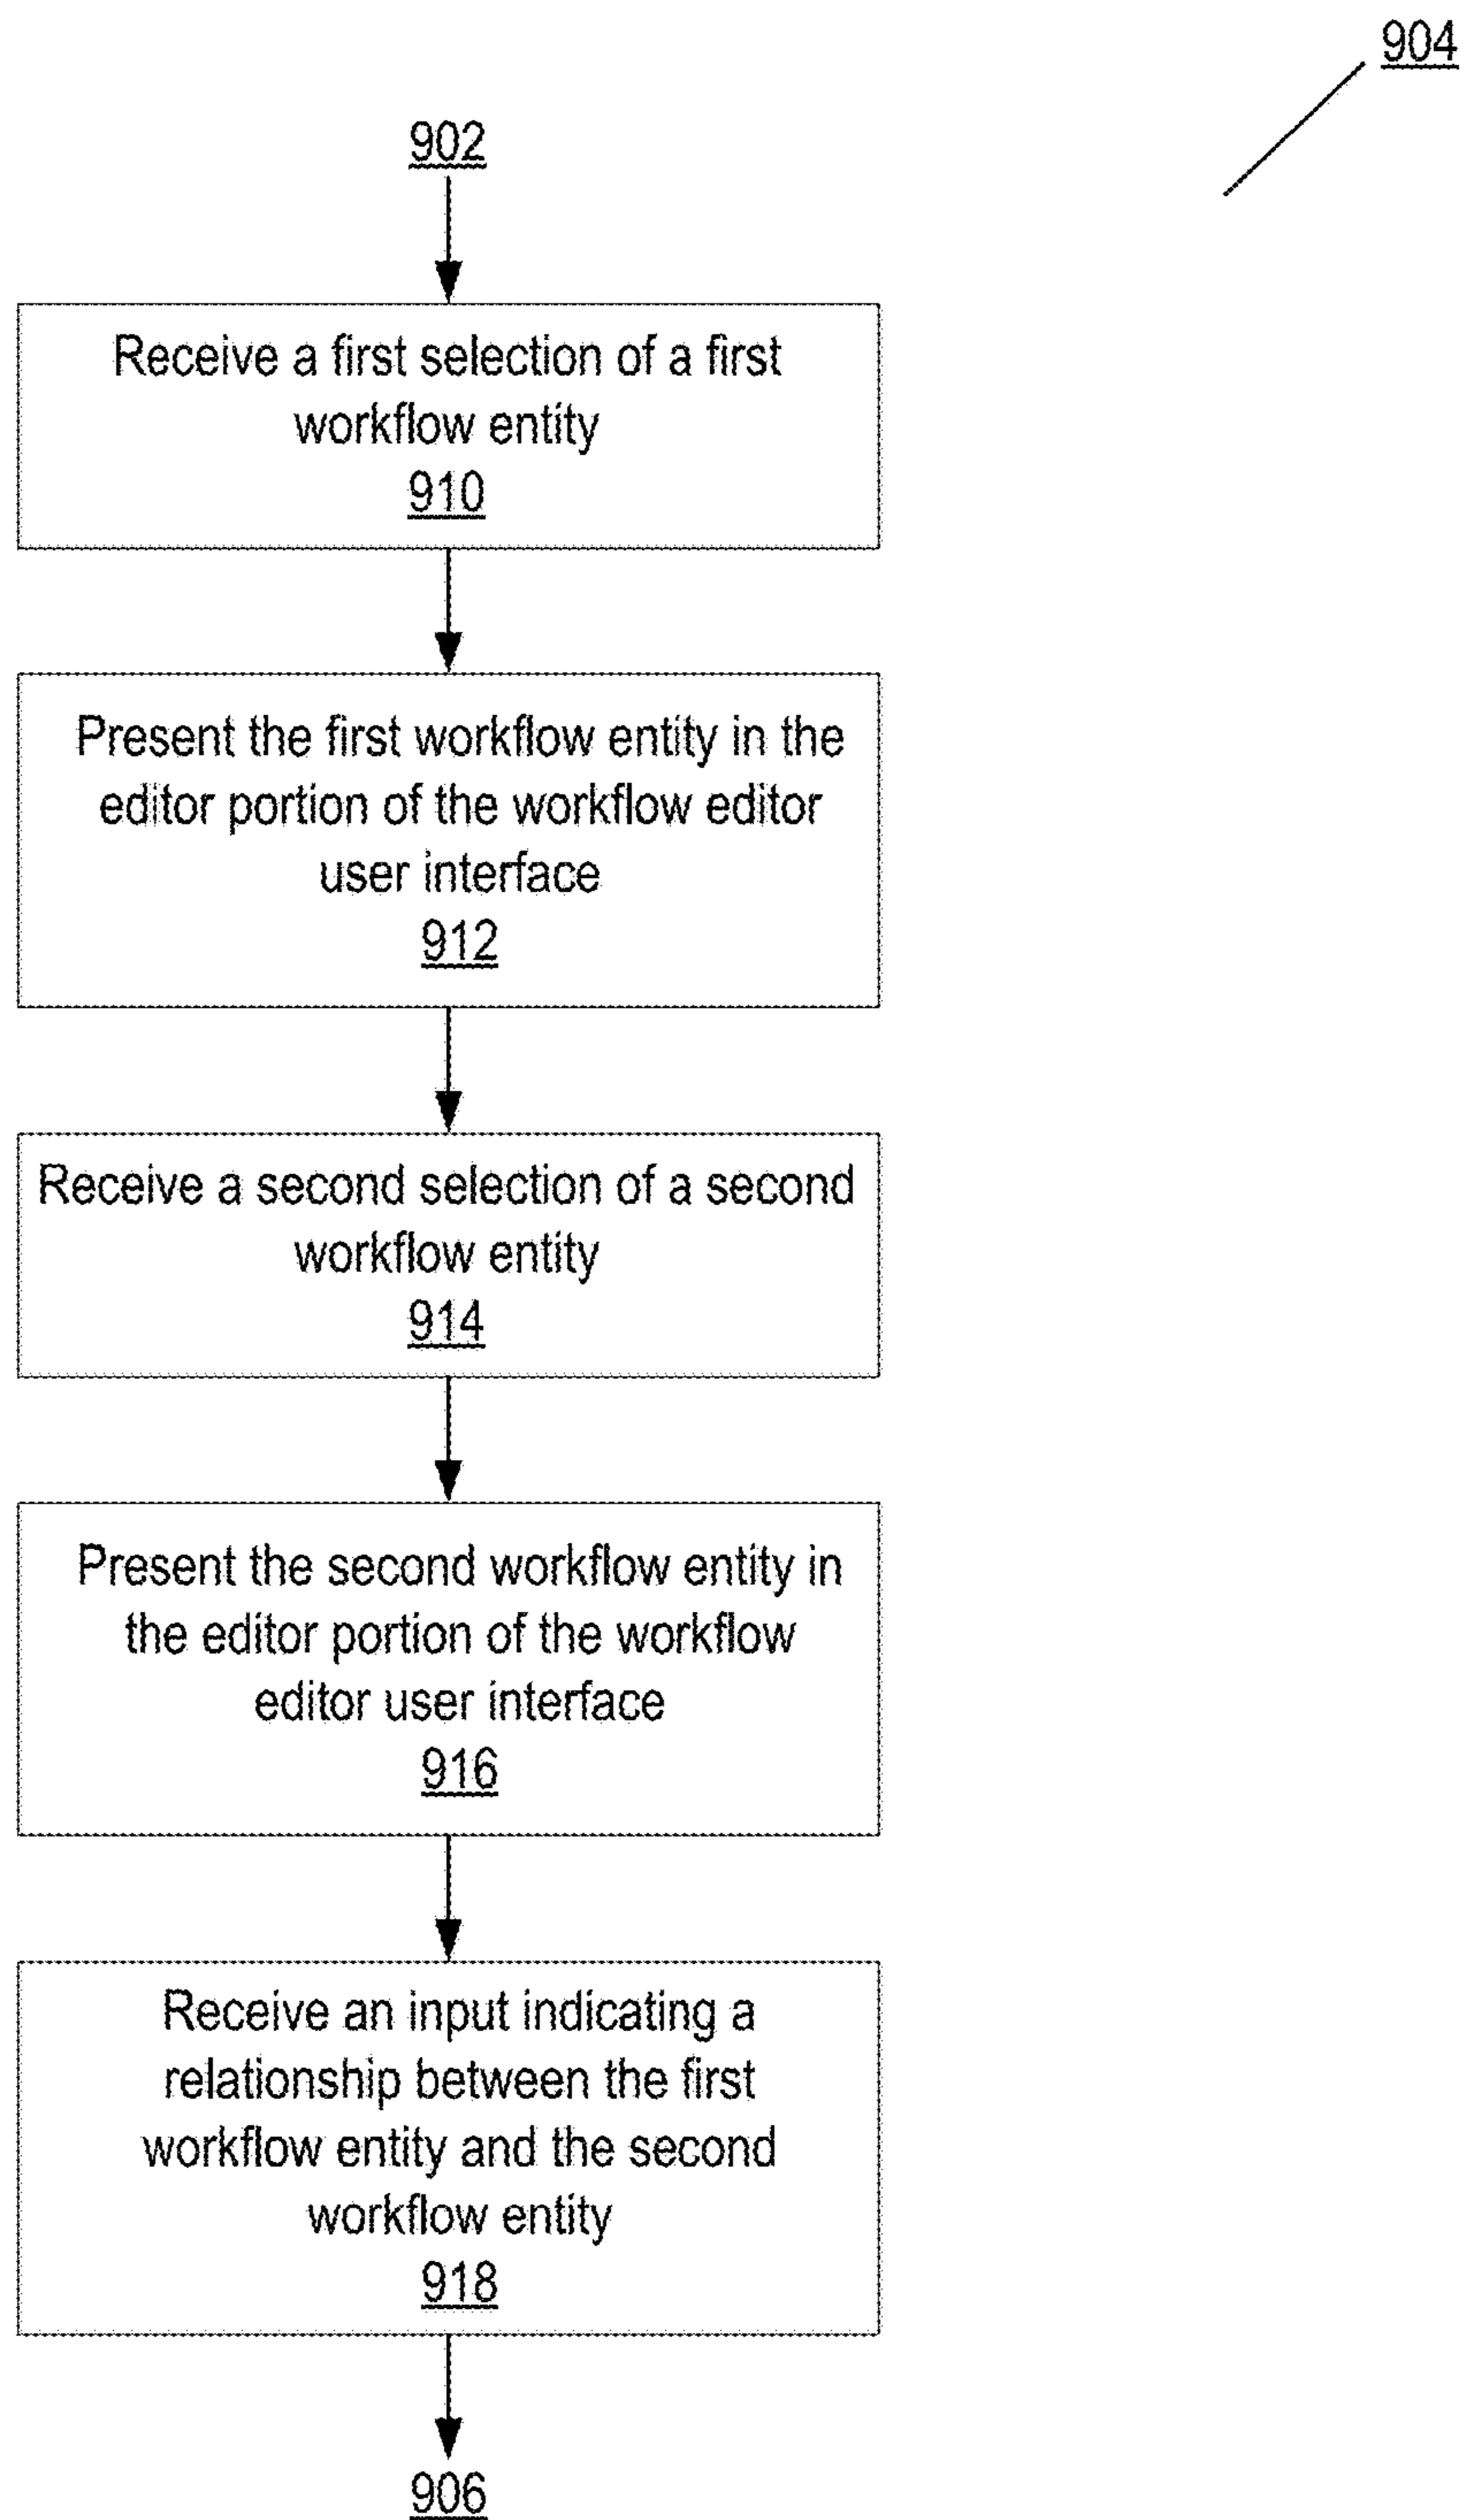 904
902
Receive a first selection of a first
workflow entity
910
Present the first workflow entity in the
editor portion of the workflow editor
user interface
912
Receive a second selection of a second
workflow entity
914
Present the second workflow entity in
the editor portion of the workflow
editor user interface
916
Receive an input indicating a
relationship between the first
workflow entity and the second
workflow entity
918
906